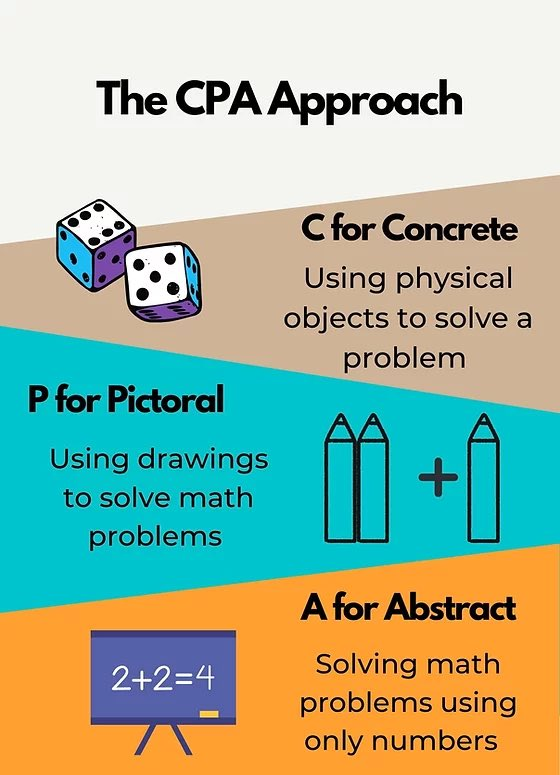 The CPA Approach
C for Concrete
Using physical
objects to solve a
problem
P for Pictoral
Using drawings
to solve math
problems
+
A for Abstract
2+2=4
Solving math
problems using
only numbers